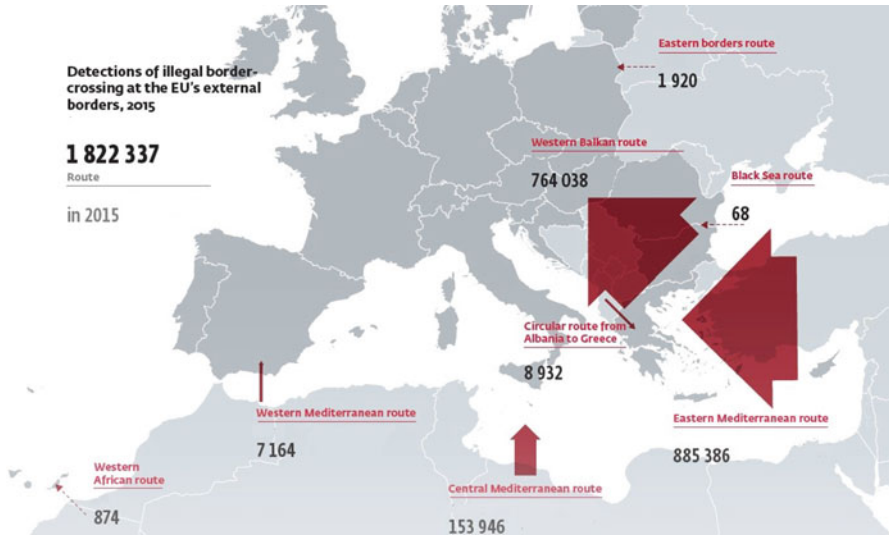 Detections of illegal border-
crossing at the EU's external
borders, 2015
1 822 337
Route
in 2015
Eastern borders route
1 920
Western Balkan route
764 038
Black Sea route
68
Circular route from
Albania to Greece
8 932
Western Mediterranean route
7 164
Eastern Mediterranean route
885 386
Western
African route
874
Central Mediterranean route
153 946